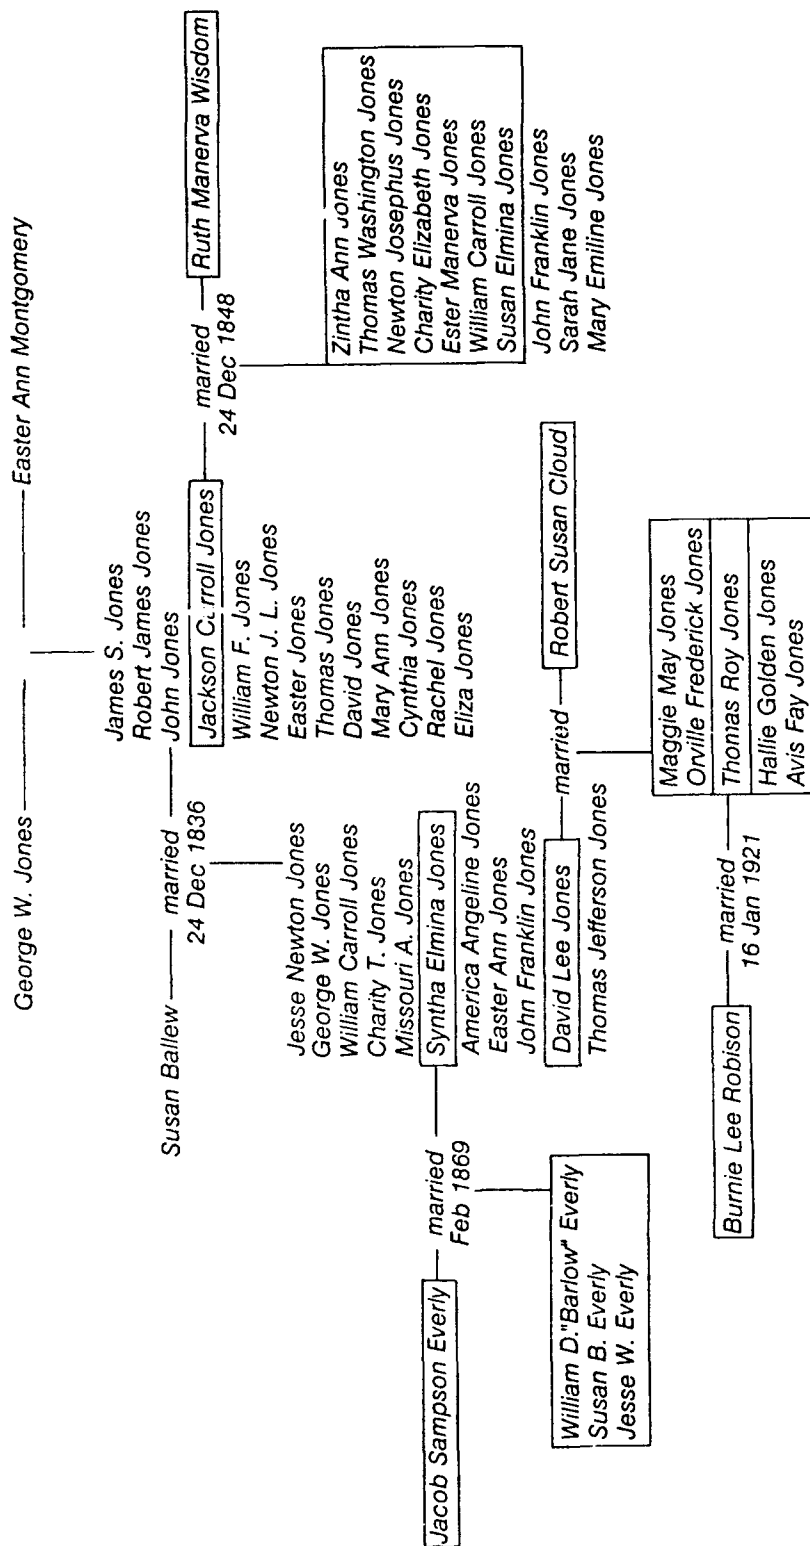 George W. Jones
Easter Ann Montgomery
James S. Jones
Robert James Jones
John Jones
Jackson Carroll Jones
William F. Jones
Newton J. L. Jones
Easter Jones
Thomas Jones
David Jones
Mary Ann Jones
Cynthia Jones
Rachel Jones
Eliza Jones
Susan Ballew
married
24 Dec 1836
married
24 Dec 1848
Ruth Manerva Wisdom
Jesse Newton Jones
George W. Jones
William Carroll Jones
Charity T. Jones
Missouri A. Jones
Syntha Elmina Jones
America Angeline Jones
Easter Ann Jones
John Franklin Jones
David Lee Jones
Thomas Jefferson Jones
Zintha Ann Jones
Thomas Washington Jones
Newton Josephus Jones
Charity Elizabeth Jones
Ester Manerva Jones
William Carroll Jones
Susan Elmina Jones
John Franklin Jones
Sarah Jane Jones
Mary Emiline Jones
Jacob Sampson Everly
married
Feb 1869
married
Robert Susan Cloud
William D."Barlow" Everly
Susan B. Everly
Jesse W. Everly
Maggie May Jones
Orville Frederick Jones
Thomas Roy Jones
Hallie Golden Jones
Avis Fay Jones
Burnie Lee Robison
married
16 Jan 1921